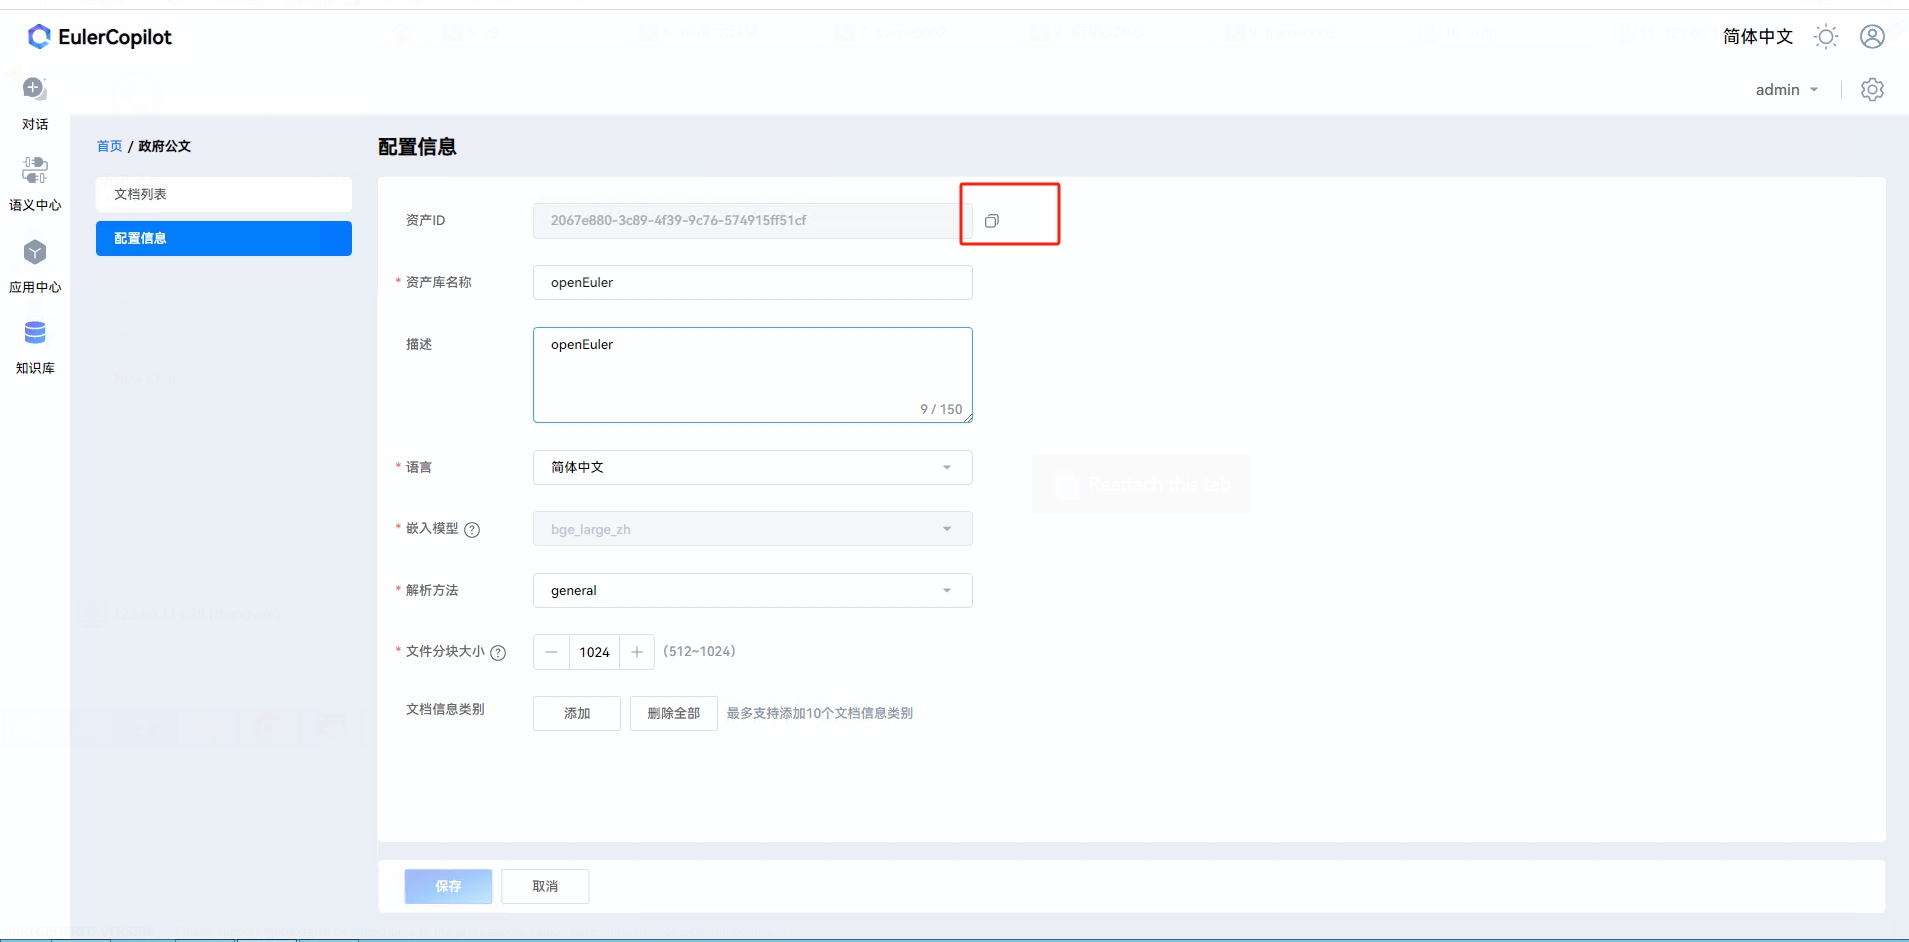 EulerCopilot
简体中文
admin
对话
语义中心
应用中心
知识库
首页 / 政府公文
文档列表
配置信息
配置信息
资产ID
2067e880-3c89-4f39-9c76-574915ff51cf
* 资产库名称
openEuler
描述
openEuler
9 / 150
* 语言
简体中文
* 嵌入模型 ?
bge_large_zh
* 解析方法
general
* 文件分块大小 ?
— 1024 + (512~1024)
文档信息类别
添加
删除全部
最多支持添加10个文档信息类别
Reattach this tab
保存
取消